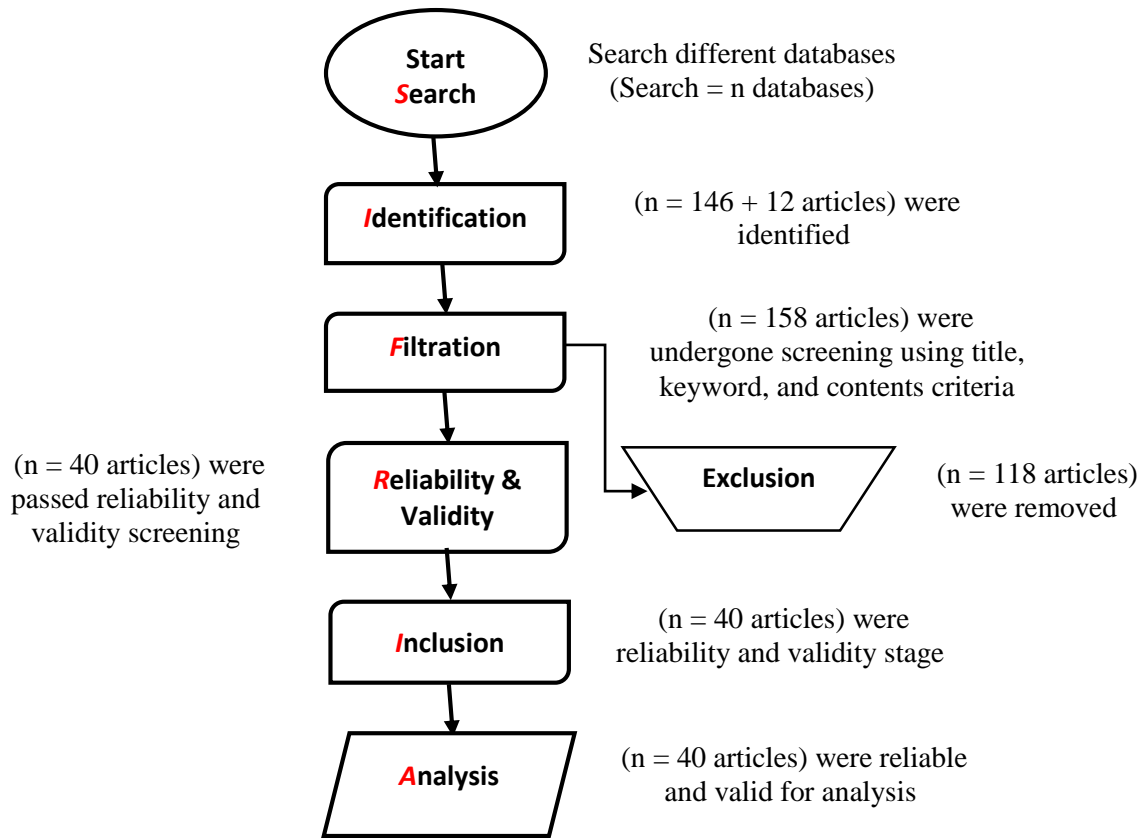 Start
Search
Search different databases
(Search = n databases)
Identification
(n = 146 + 12 articles) were
identified
Filtration
(n = 158 articles) were
undergone screening using title,
keyword, and contents criteria
(n = 40 articles) were
passed reliability and
validity screening
Reliability &
Validity
Exclusion
(n = 118 articles)
were removed
Inclusion
(n = 40 articles) were
reliability and validity stage
Analysis
(n = 40 articles) were reliable
and valid for analysis